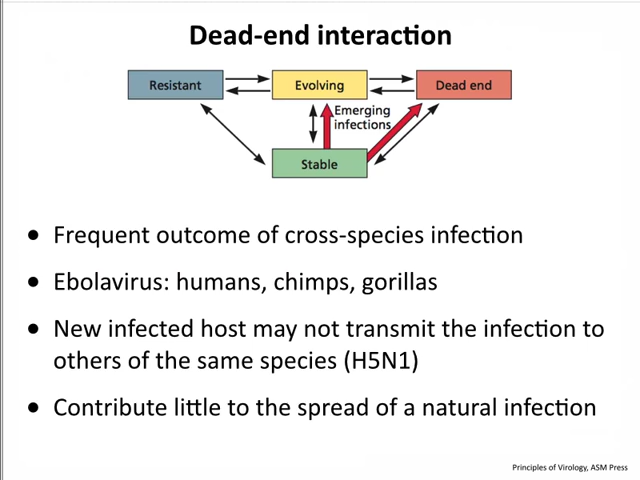 Dead-end interaction
Resistant
Evolving
Dead end
Emerging
infections
Stable
• Frequent outcome of cross-species infection
• Ebolavirus: humans, chimps, gorillas
• New infected host may not transmit the infection to
others of the same species (H5N1)
• Contribute little to the spread of a natural infection
Principles of Virology, ASM Press